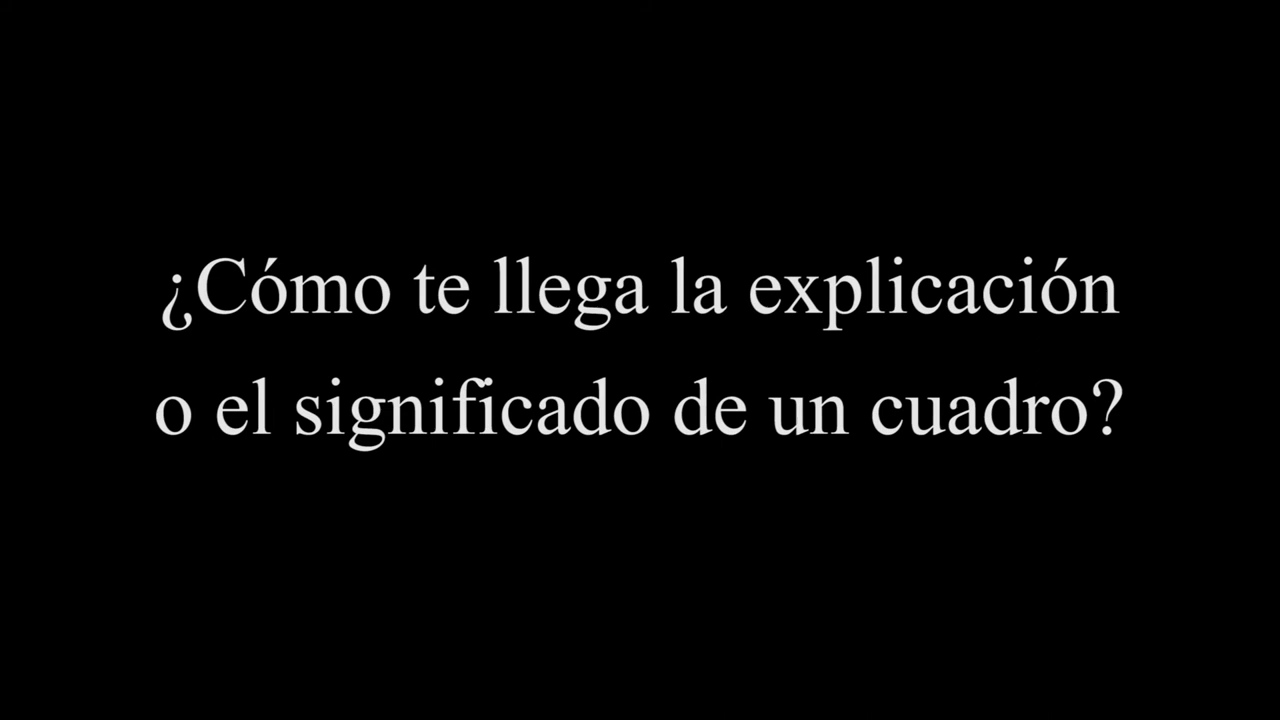 ¿Cómo te llega la explicación
o el significado de un cuadro?